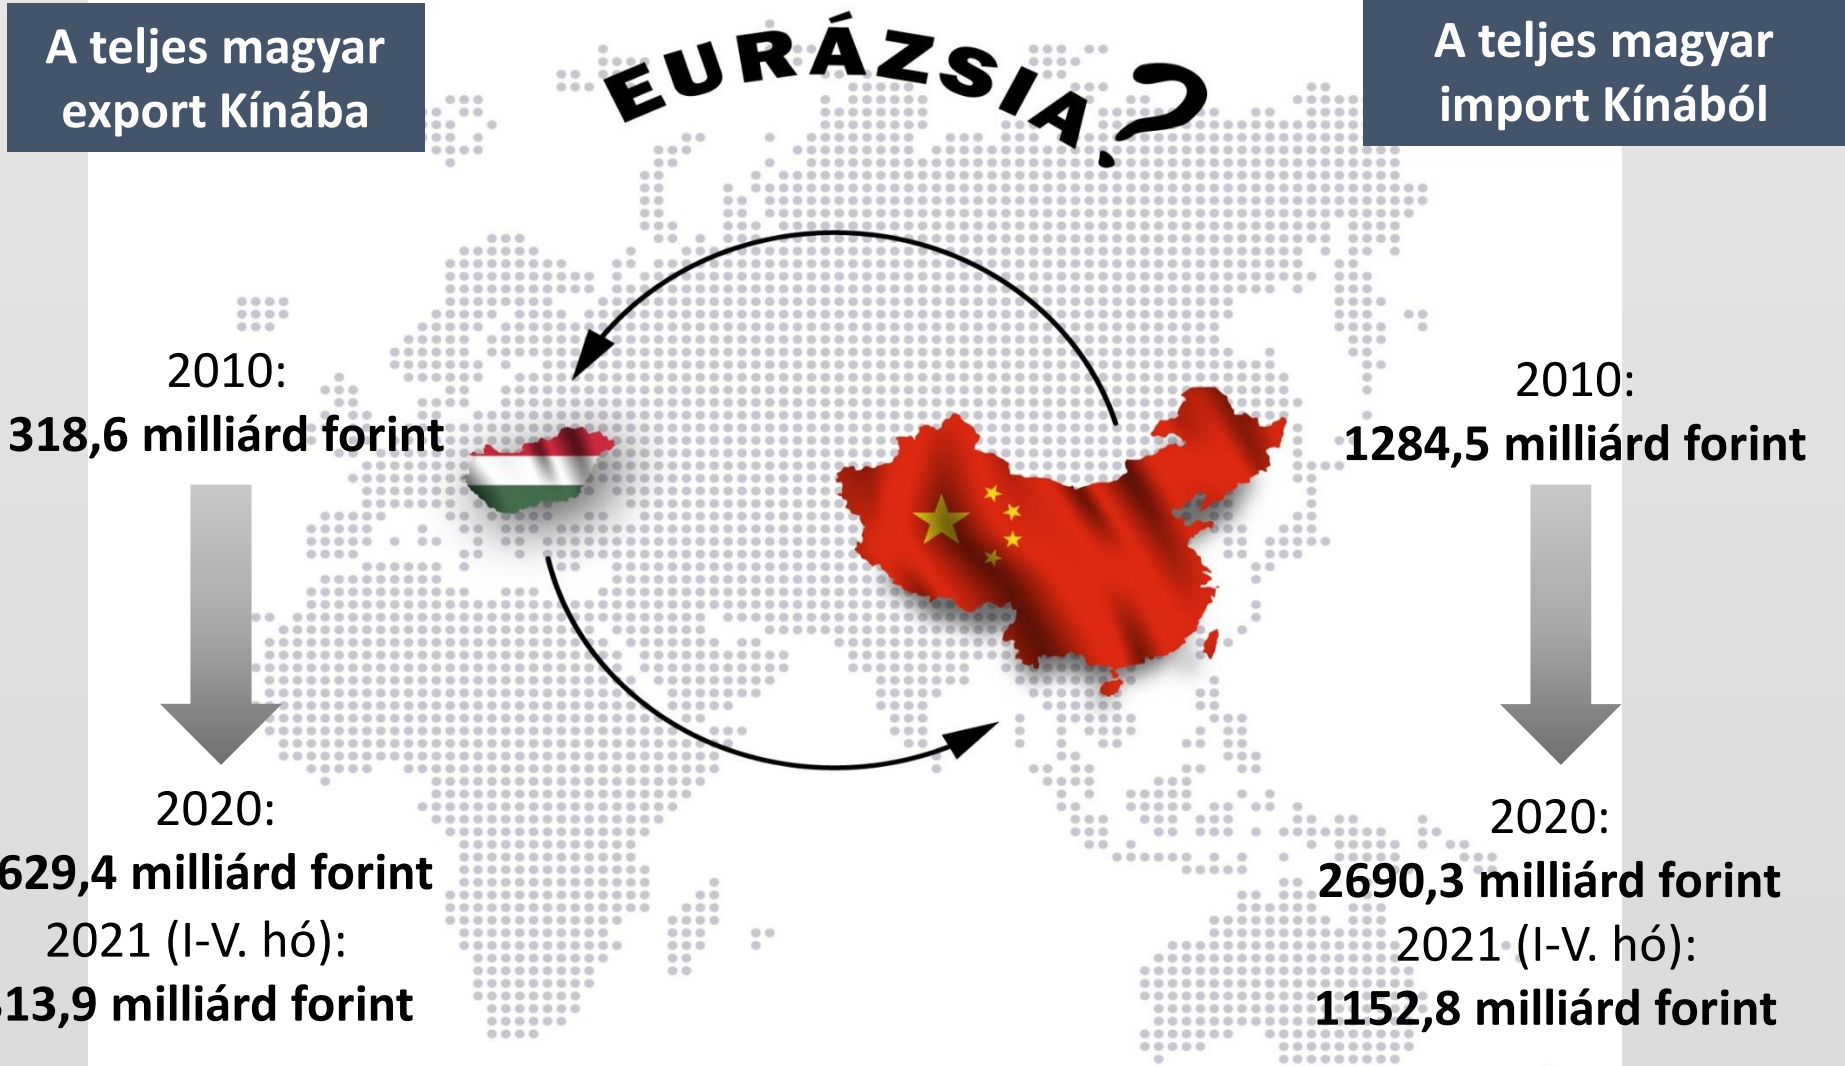 A teljes magyar
export Kínába
EURÁZSIA?
A teljes magyar
import Kínából
2010:
318,6 milliárd forint
2020:
629,4 milliárd forint
2021 (I-V. hó):
13,9 milliárd forint
2010:
1284,5 milliárd forint
2020:
2690,3 milliárd forint
2021 (I-V. hó):
1152,8 milliárd forint